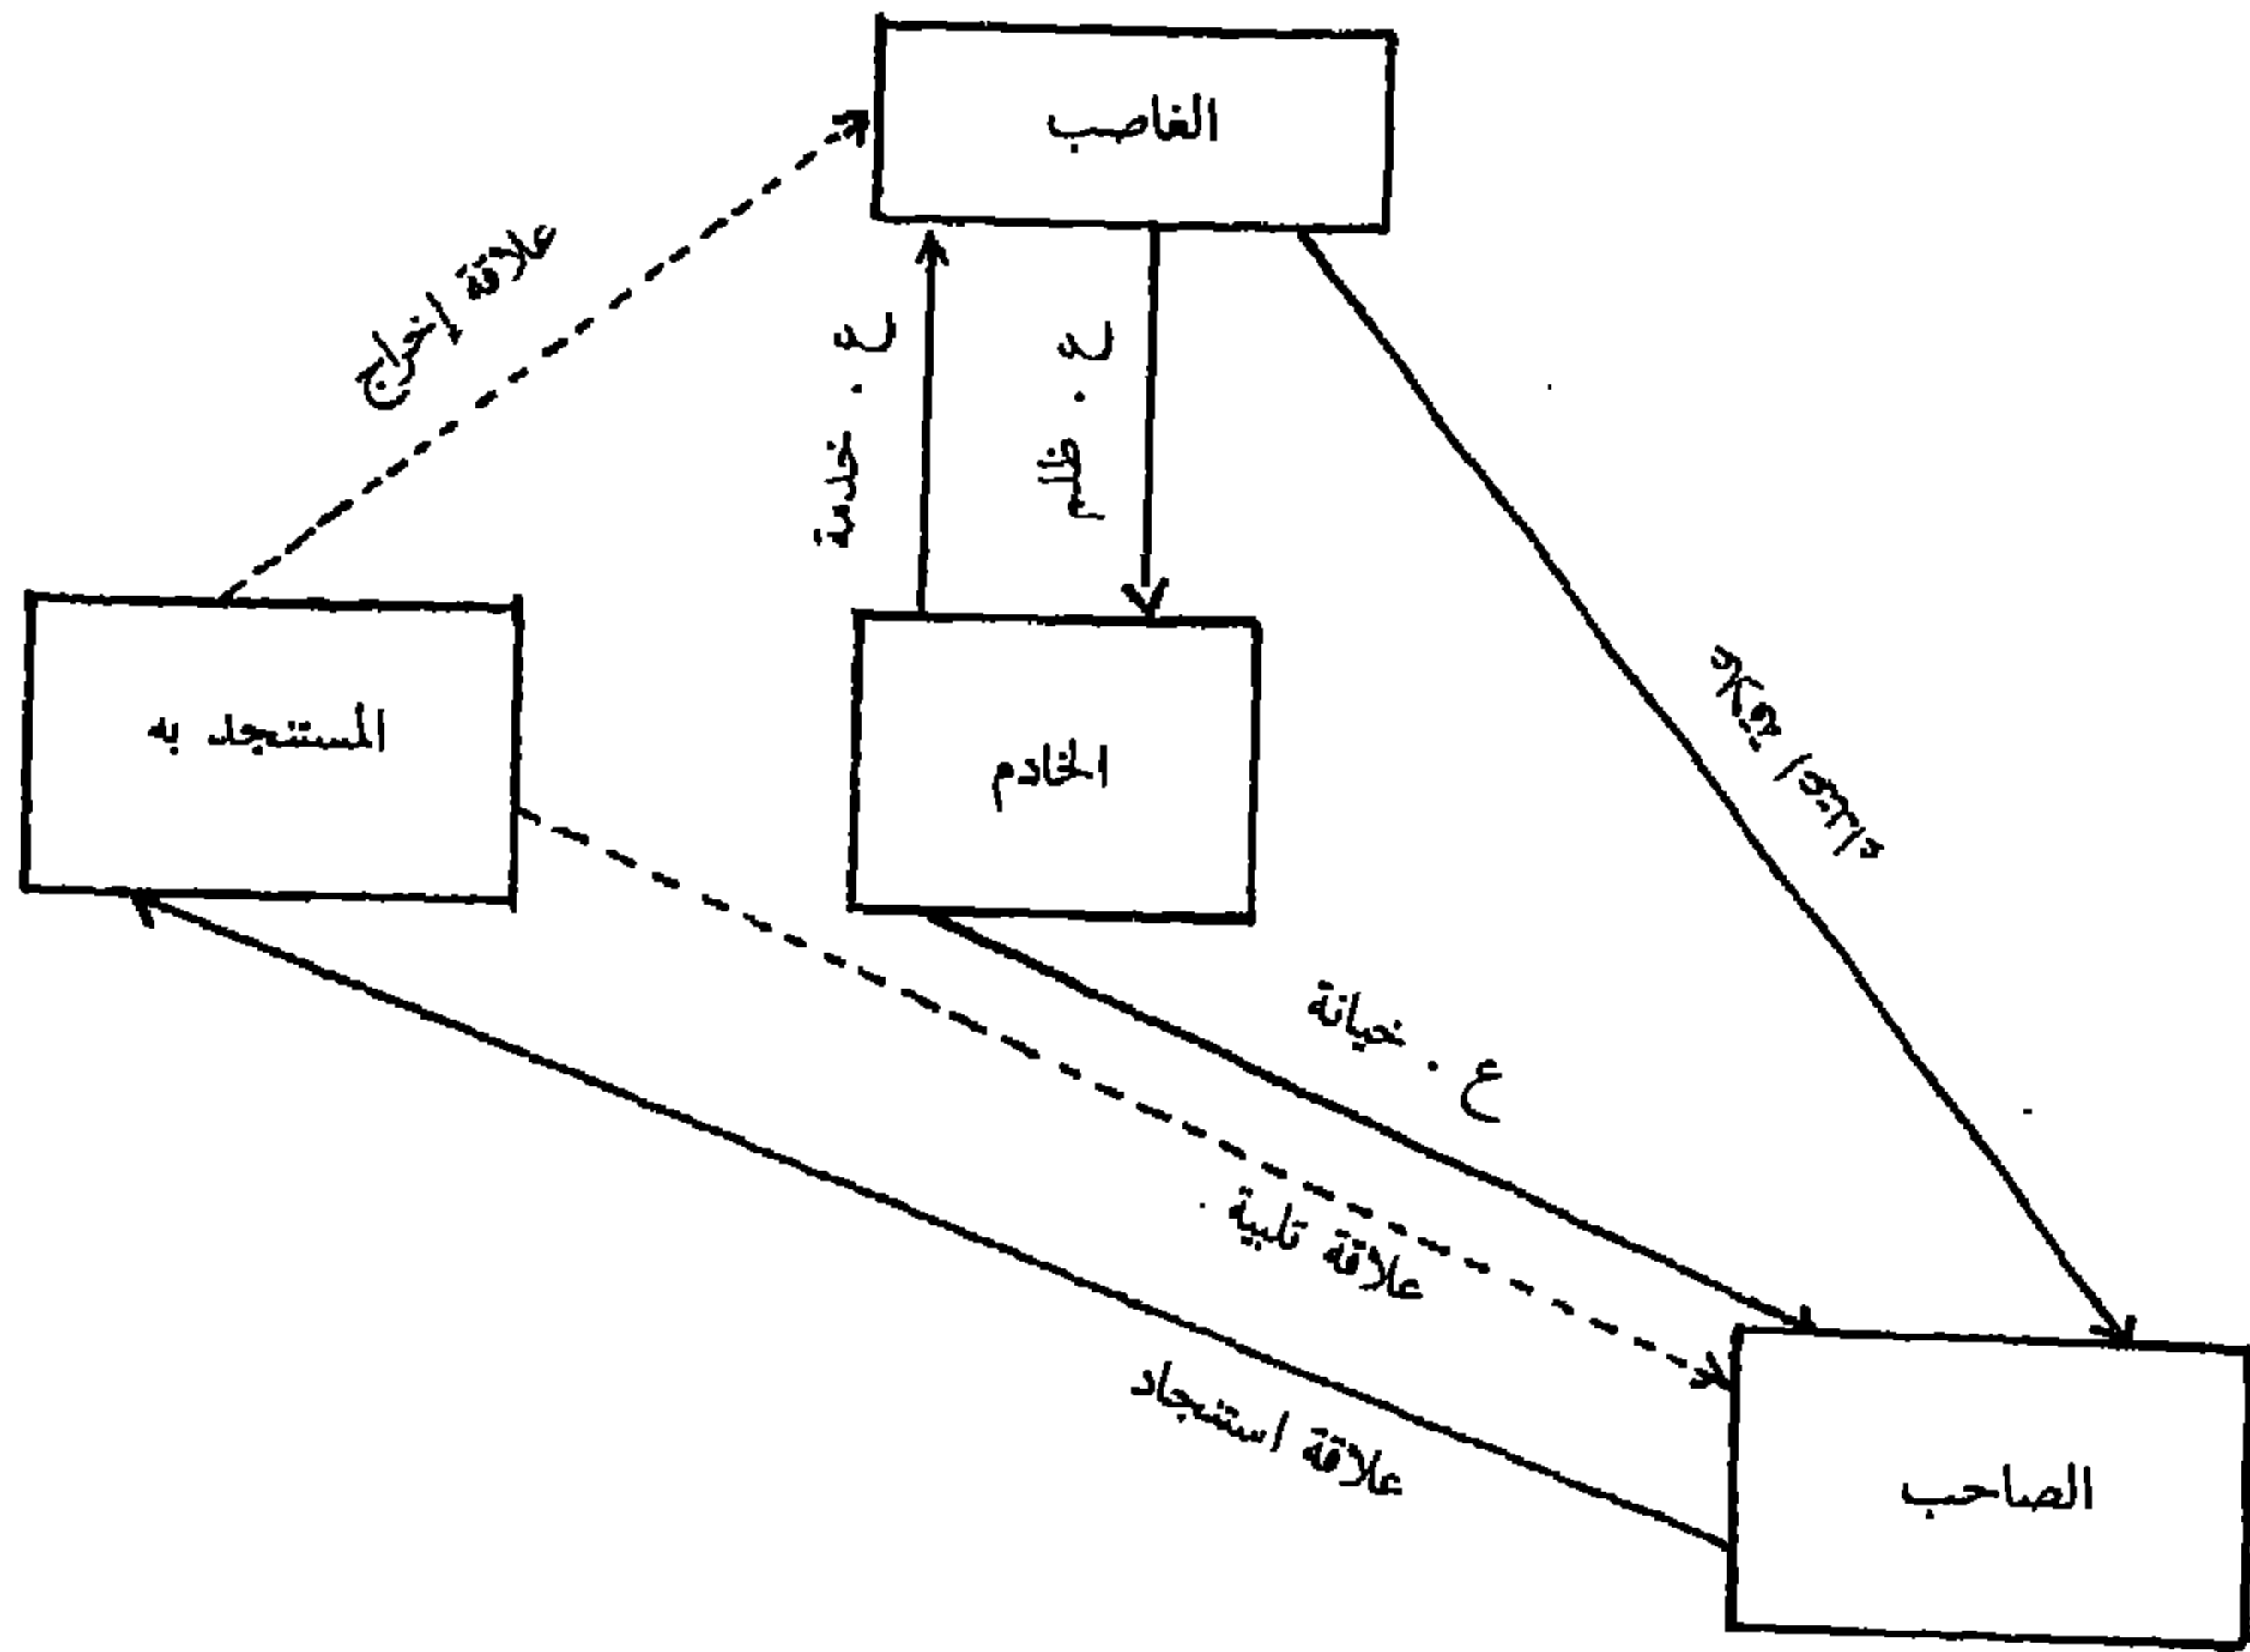 الغاصب
علاقة إخراج
ع . خدمة
ع . ظلم
المستنجد به
الخادم
ع . خيانة
علاقة تلبية
علاقة استنجاد
الصاحب